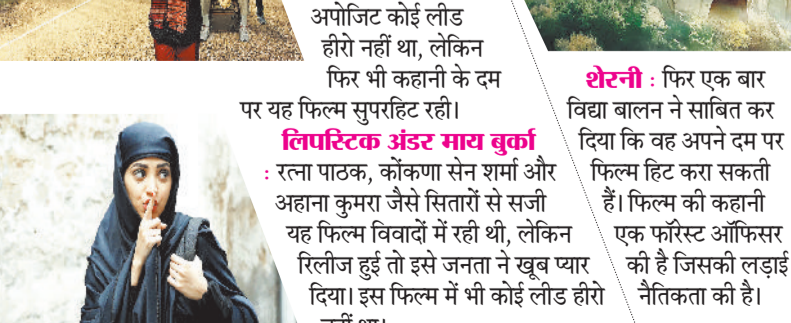 अपोजिट कोई लीड
हीरो नहीं था, लेकिन
फिर भी कहानी के दम
पर यह फिल्म सुपरहिट रही।
लिपस्टिक अंडर माय बुर्का
: रत्ना पाठक, कोंकणा सेन शर्मा और
अहाना कुमरा जैसे सितारों से सजी
यह फिल्म विवादों में रही थी, लेकिन
रिलीज हुई तो इसे जनता ने खूब प्यार
दिया। इस फिल्म में भी कोई लीड हीरो
नहीं था।
शेरनी : फिर एक बार
विद्या बालन ने साबित कर
दिया कि वह अपने दम पर
फिल्म हिट करा सकती
हैं। फिल्म की कहानी
एक फॉरेस्ट ऑफिसर
की है जिसकी लड़ाई
नैतिकता की है।